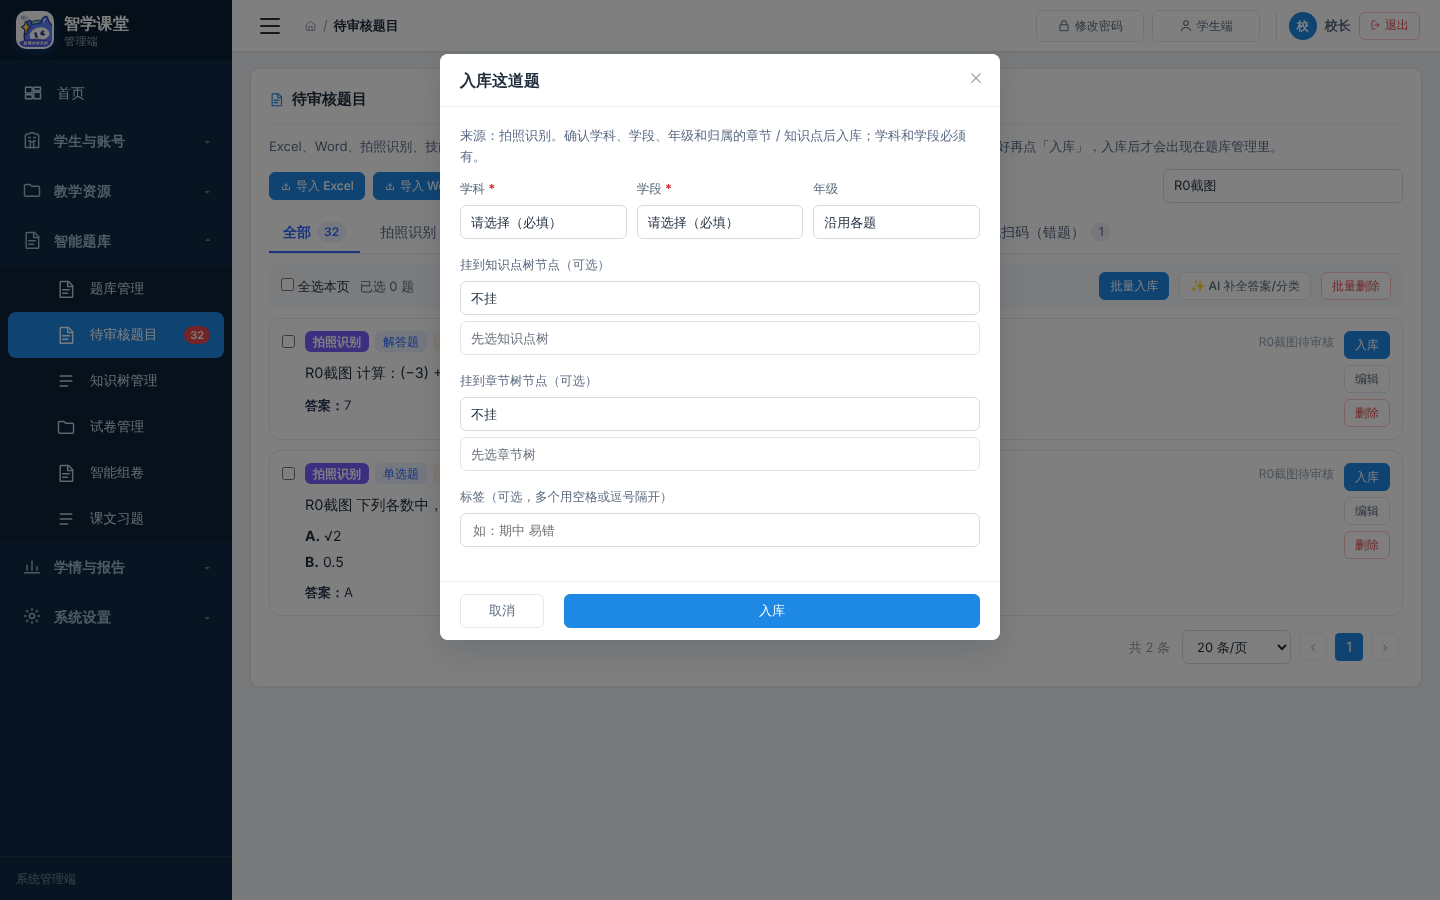 智学课堂
管理端
首页
学生与账号
教学资源
智能题库
题库管理
待审核题目 32
知识树管理
试卷管理
智能组卷
课文习题
学情与报告
系统设置
系统管理端
/ 待审核题目
修改密码
学生端
校 校长
退出
待审核题目
Excel、Word、拍照识别、技
好再点「入库」，入库后才会出现在题库管理里。
导入 Excel
导入 W
R0截图
全部 32
拍照识别
扫码（错题） 1
全选本页 已选 0 题
批量入库
✨ AI 补全答案/分类
批量删除
拍照识别 解答题
R0截图待审核
入库
编辑
删除
R0截图 计算：(−3) +
答案：7
拍照识别 单选题
R0截图待审核
入库
编辑
删除
R0截图 下列各数中，
A. √2
B. 0.5
答案：A
共 2 条
20 条/页
‹ 1 ›
入库这道题
来源：拍照识别。确认学科、学段、年级和归属的章节 / 知识点后入库；学科和学段必须
有。
学科 * 学段 * 年级
请选择（必填） 请选择（必填） 沿用各题
挂到知识点树节点（可选）
不挂
先选知识点树
挂到章节树节点（可选）
不挂
先选章节树
标签（可选，多个用空格或逗号隔开）
如：期中 易错
取消
入库